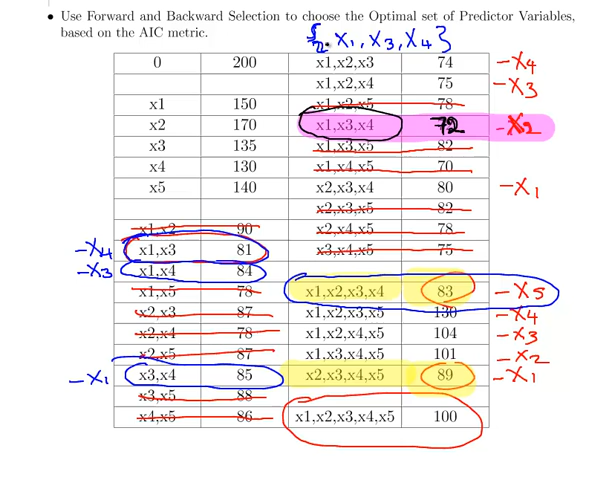 • Use Forward and Backward Selection to choose the Optimal set of Predictor Variables,
based on the AIC metric.
{x1, x3, x4}
0 200 x1,x2,x3 74 -x4
x1,x2,x4 75 -x3
x1 150 x1,x2,x5 78
x2 170 x1,x3,x4 72 -x2
x3 135 x1,x3,x5 82
x4 130 x1,x4,x5 70
x5 140 x2,x3,x4 80 -x1
x2,x3,x5 82
x1,x2 90 x2,x4,x5 78
-x4 x1,x3 81 x3,x4,x5 75
-x3 x1,x4 84
x1,x5 78 x1,x2,x3,x4 83 -x5
x2,x3 87 x1,x2,x3,x5 130 -x4
x2,x4 78 x1,x2,x4,x5 104 -x3
x2,x5 87 x1,x3,x4,x5 101 -x2
-x1 x3,x4 85 x2,x3,x4,x5 89 -x1
x3,x5 88
x4,x5 86 x1,x2,x3,x4,x5 100